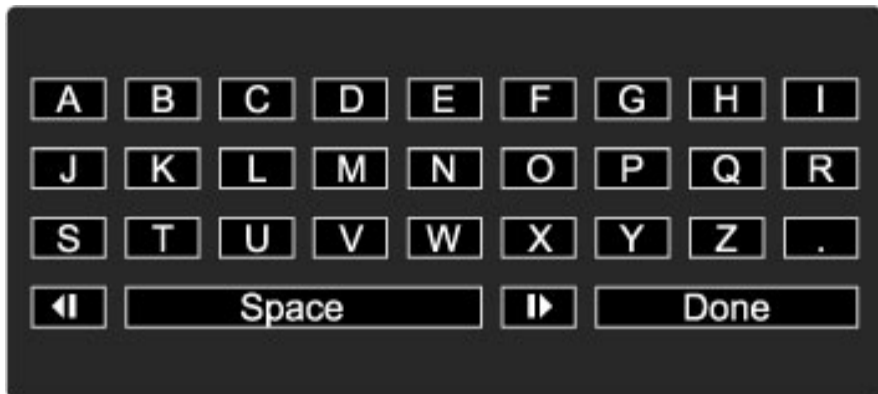 A B C D E F G H I
J K L M N O P Q R
S T U V W X Y Z .
Space Done